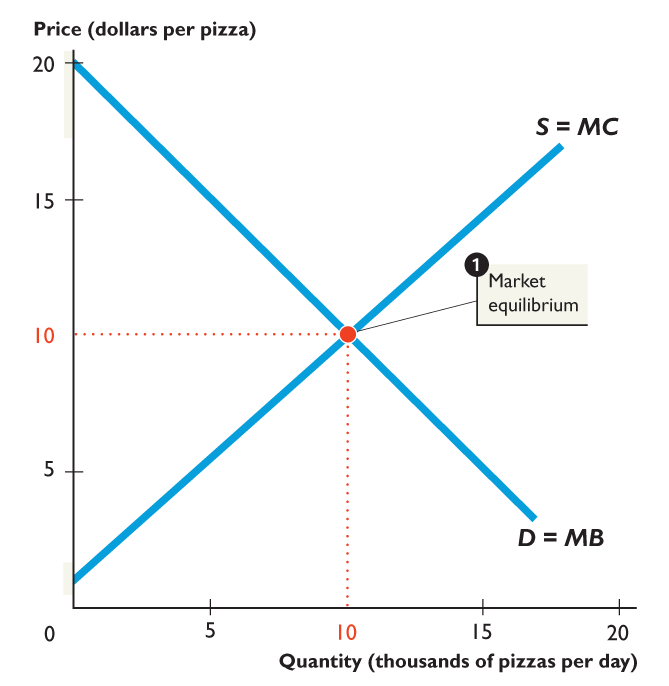 Price (dollars per pizza)
20
S = MC
15
1
Market
equilibrium
10
5
D = MB
0
5
10
15
20
Quantity (thousands of pizzas per day)